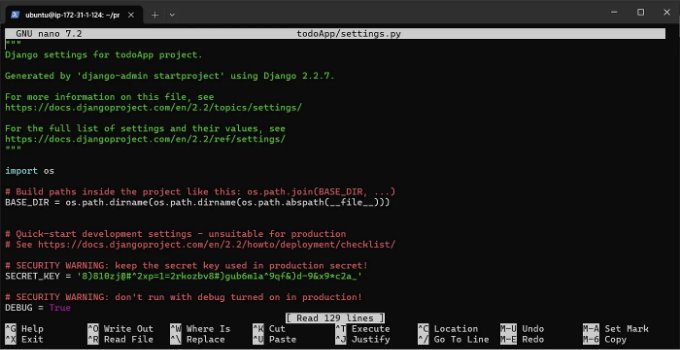 ubuntu@ip-172-31-1-124: ~/pr
GNU nano 7.2 todoApp/settings.py
"""
Django settings for todoApp project.
Generated by 'django-admin startproject' using Django 2.2.7.
For more information on this file, see
https://docs.djangoproject.com/en/2.2/topics/settings/
For the full list of settings and their values, see
https://docs.djangoproject.com/en/2.2/ref/settings/
"""
import os
# Build paths inside the project like this: os.path.join(BASE_DIR, ...)
BASE_DIR = os.path.dirname(os.path.dirname(os.path.abspath(__file__)))
# Quick-start development settings - unsuitable for production
# See https://docs.djangoproject.com/en/2.2/howto/deployment/checklist/
# SECURITY WARNING: keep the secret key used in production secret!
SECRET_KEY = '8)810zj@#^2xp=1=2rkozbv8#)gub6m1a^9qf&)d-9&x9*c2a_'
# SECURITY WARNING: don't run with debug turned on in production!
DEBUG = True
[ Read 129 lines ]
^G Help ^O Write Out ^W Where Is ^K Cut ^T Execute ^C Location M-U Undo M-A Set Mark
^X Exit ^R Read File ^\ Replace ^U Paste ^J Justify ^/ Go To Line M-E Redo M-6 Copy